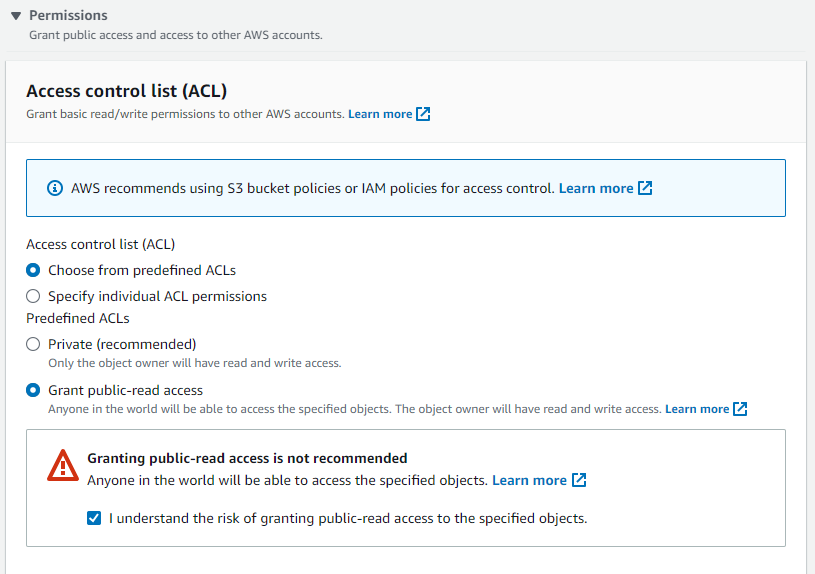 Permissions
Grant public access and access to other AWS accounts.
Access control list (ACL)
Grant basic read/write permissions to other AWS accounts. Learn more
AWS recommends using S3 bucket policies or IAM policies for access control. Learn more
Access control list (ACL)
Choose from predefined ACLs
Specify individual ACL permissions
Predefined ACLs
Private (recommended)
Only the object owner will have read and write access.
Grant public-read access
Anyone in the world will be able to access the specified objects. The object owner will have read and write access. Learn more
Granting public-read access is not recommended
Anyone in the world will be able to access the specified objects. Learn more
I understand the risk of granting public-read access to the specified objects.